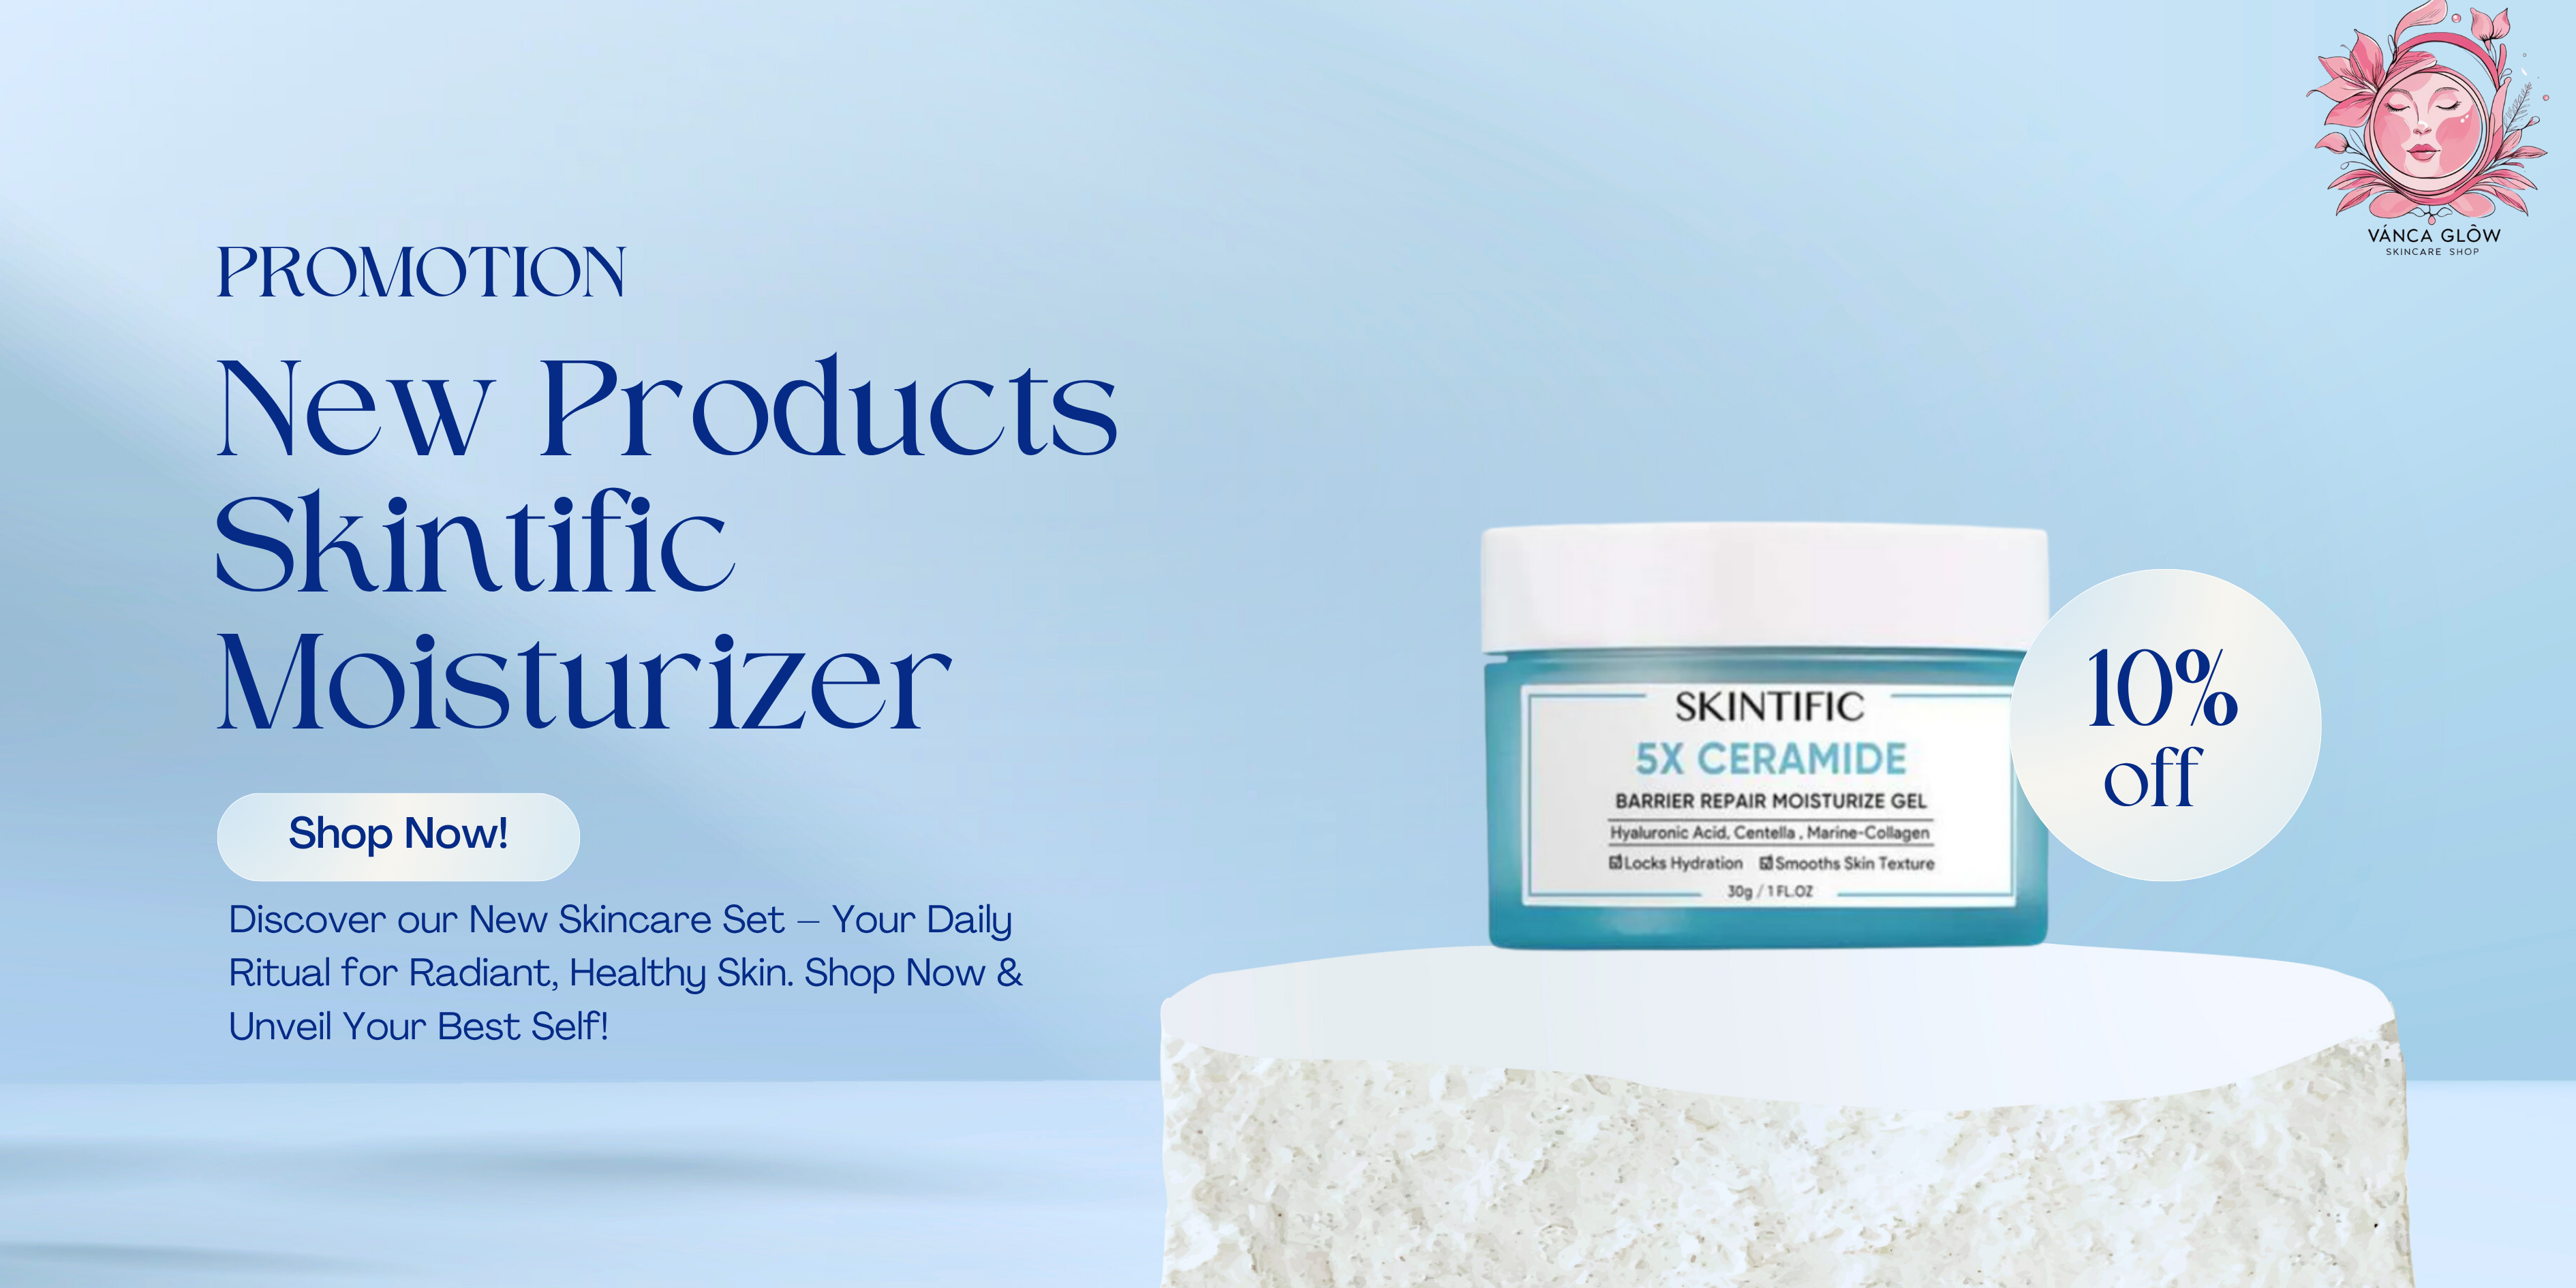 VÁNCA GLÔW
SKINCARE SHOP
PROMOTION
New Products
Skintific
Moisturizer
Shop Now!
Discover our New Skincare Set – Your Daily
Ritual for Radiant, Healthy Skin. Shop Now &
Unveil Your Best Self!
SKINTIFIC
5X CERAMIDE
BARRIER REPAIR MOISTURIZE GEL
Hyaluronic Acid, Centella , Marine-Collagen
Locks Hydration Smooths Skin Texture
30g / 1 FL.OZ
10%
off